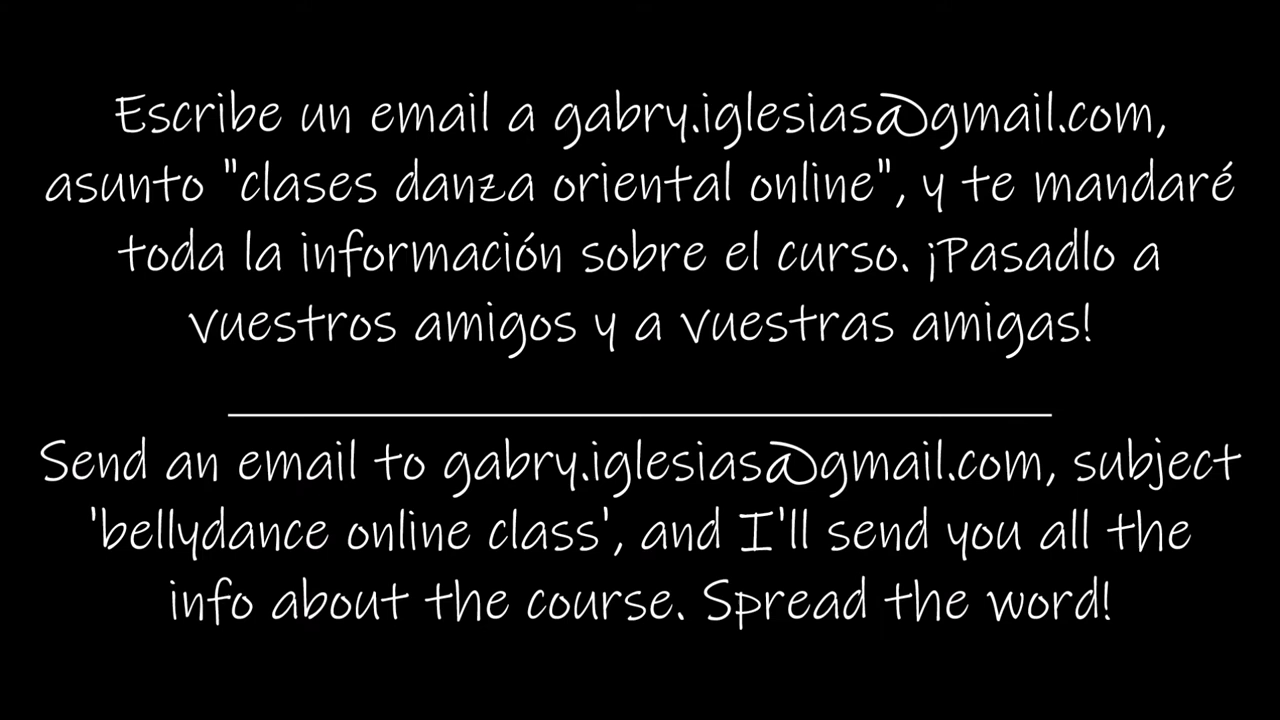 Escribe un email a gabry.iglesias@gmail.com,
asunto "clases danza oriental online", y te mandaré
toda la información sobre el curso. ¡Pasadlo a
vuestros amigos y a vuestras amigas!
Send an email to gabry.iglesias@gmail.com, subject
'bellydance online class', and I'll send you all the
info about the course. Spread the word!